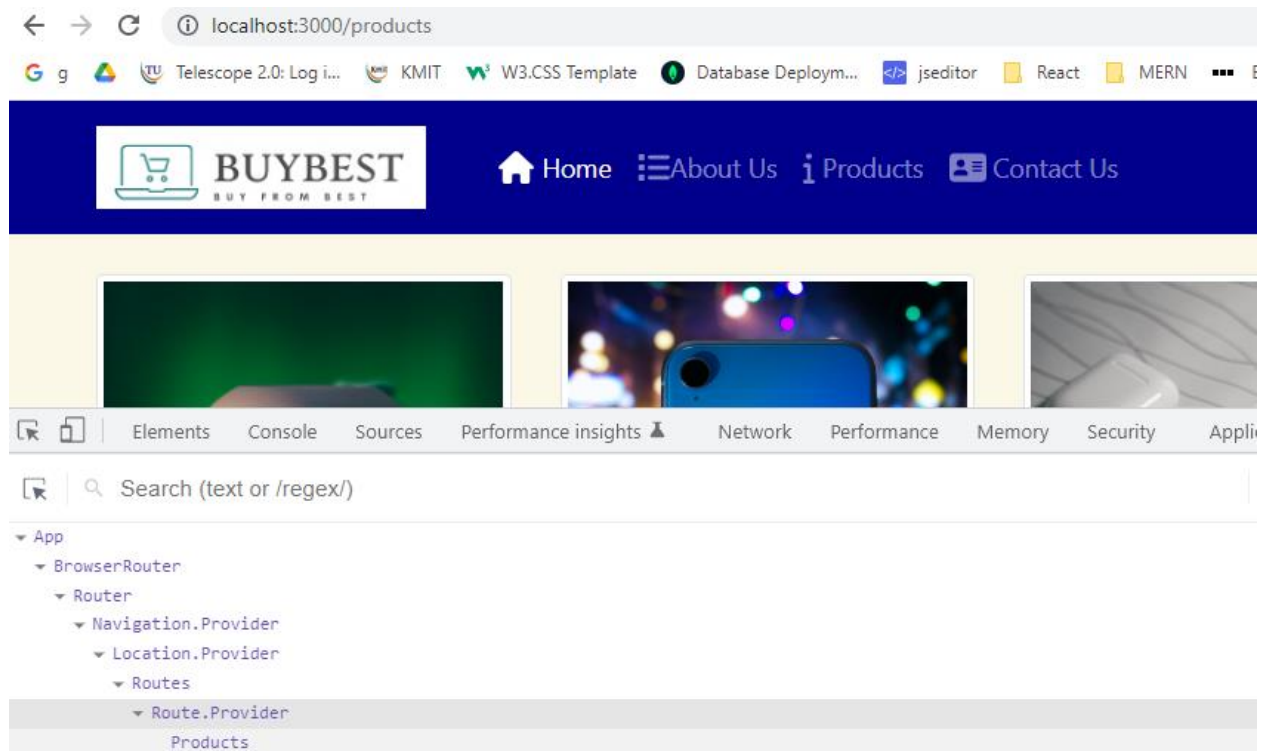 localhost:3000/products
g Telescope 2.0: Log i... KMIT W3.CSS Template Database Deploym... jseditor React MERN
BUYBEST
BUY FROM BEST
Home About Us Products Contact Us
Elements Console Sources Performance insights Network Performance Memory Security Applic
Search (text or /regex/)
App
BrowserRouter
Router
Navigation.Provider
Location.Provider
Routes
Route.Provider
Products